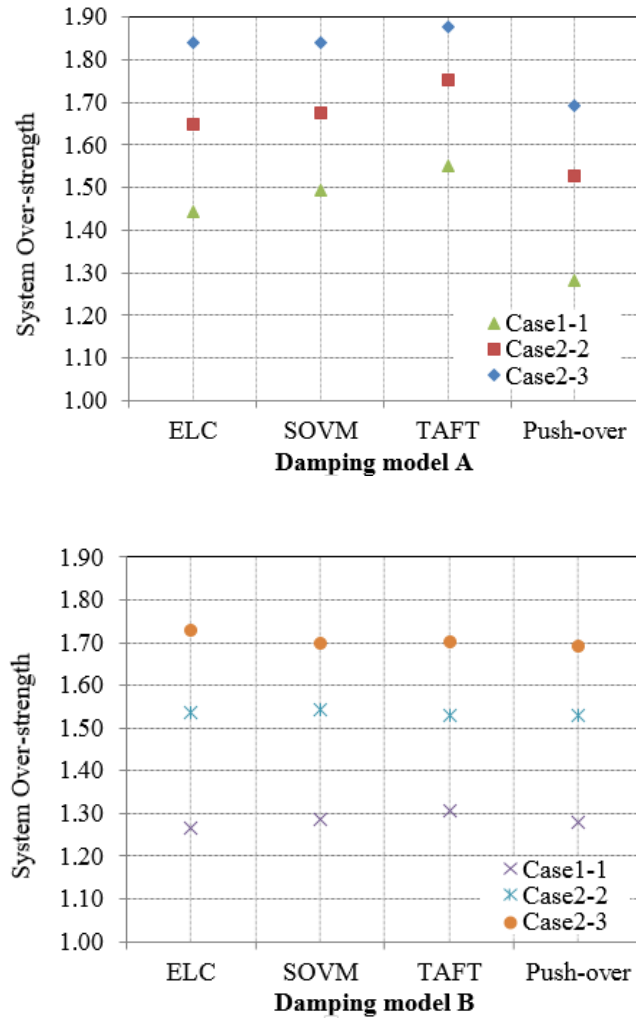 System Over-strength
1.90
1.80
1.70
1.60
1.50
1.40
1.30
1.20
1.10
1.00
Case1-1
Case2-2
Case2-3
ELC SOVM TAFT Push-over
Damping model A
System Over-strength
1.90
1.80
1.70
1.60
1.50
1.40
1.30
1.20
1.10
1.00
Case1-1
Case2-2
Case2-3
ELC SOVM TAFT Push-over
Damping model B